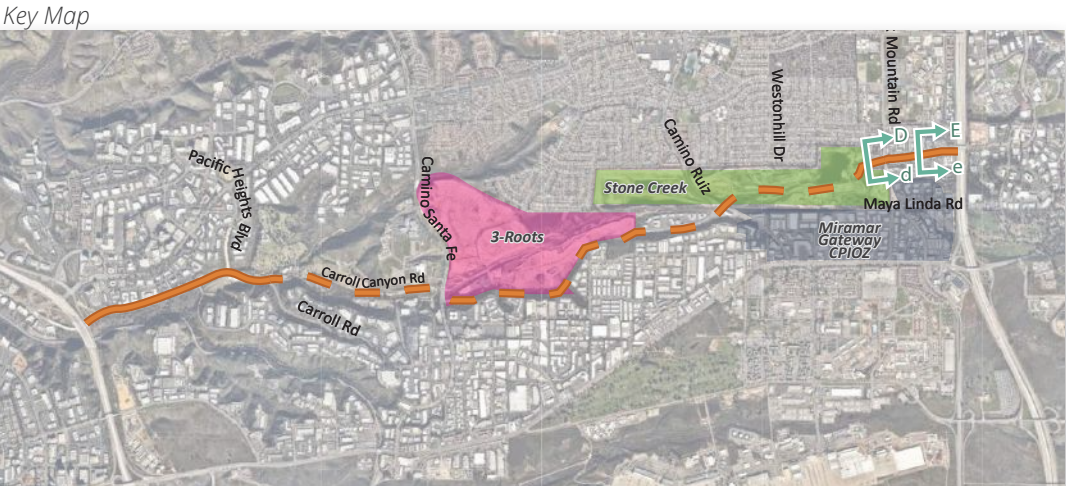 Key Map
Mountain Rd
Westonhill Dr
Camino Ruiz
D
E
d
e
Pacific Heights Blvd
Camino Santa Fe
Stone Creek
Maya Linda Rd
3-Roots
Miramar
Gateway
CPIOZ
Carroll Canyon Rd
Carroll Rd